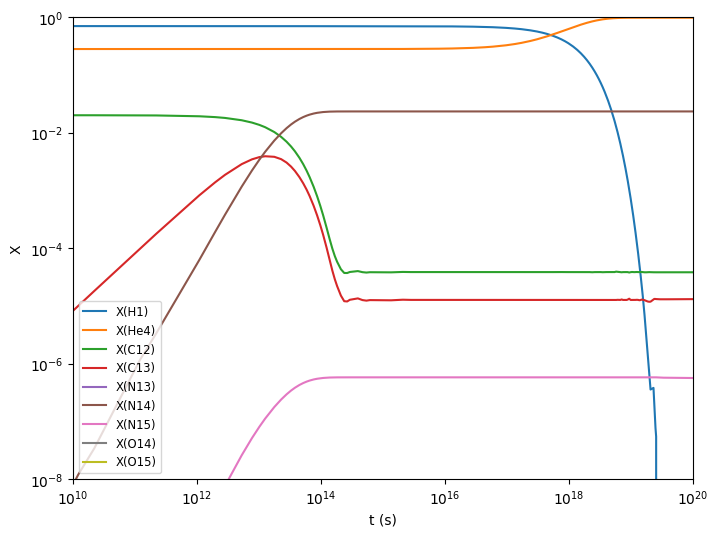 10^0
10^-2
10^-4
10^-6
10^-8
X
X(H1)
X(He4)
X(C12)
X(C13)
X(N13)
X(N14)
X(N15)
X(O14)
X(O15)
10^10 10^12 10^14 10^16 10^18 10^20
t (s)